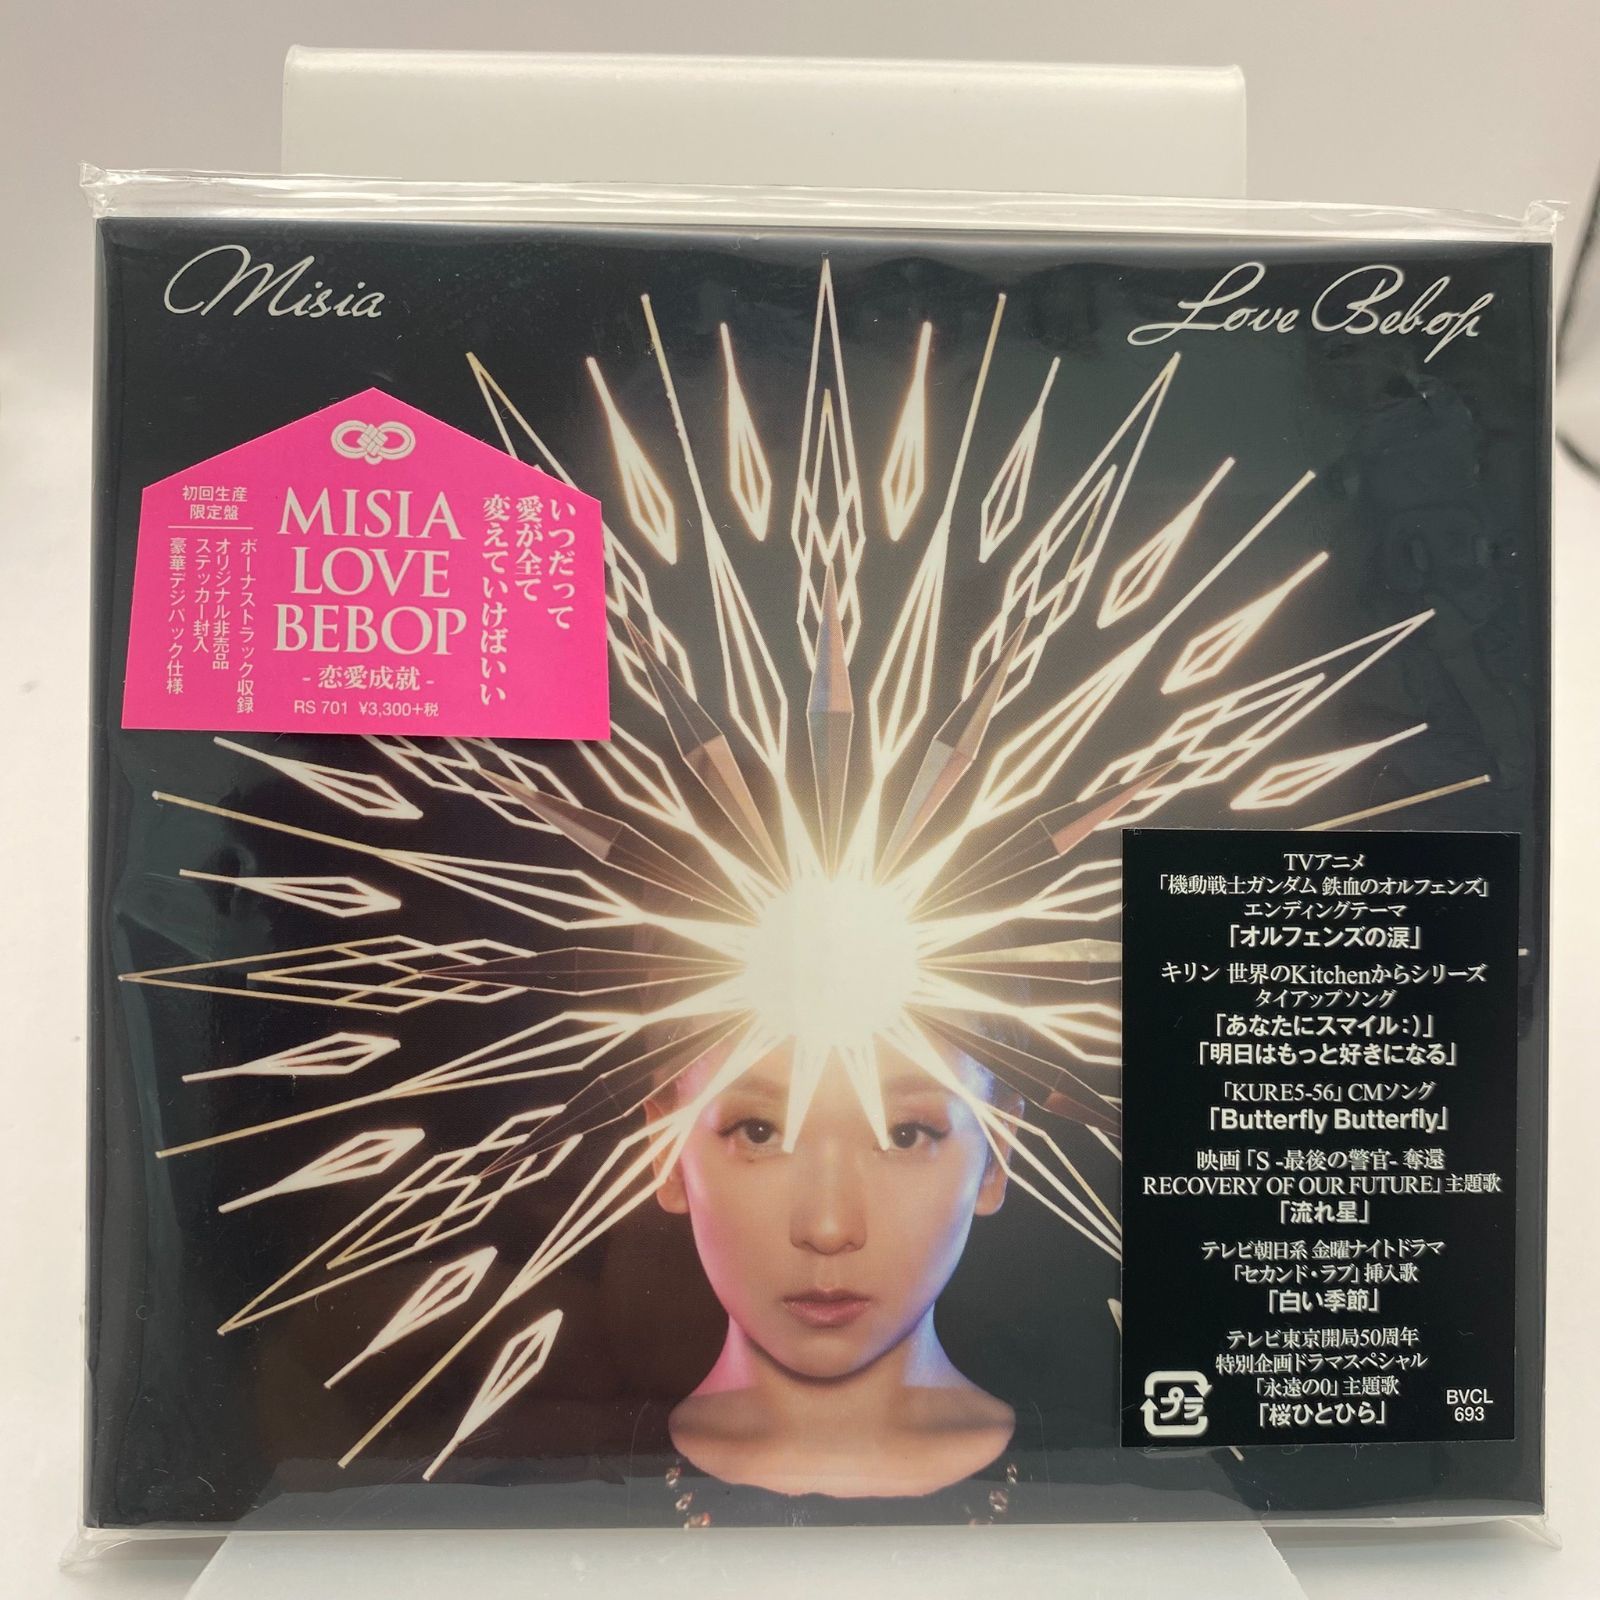 Misia
Love Bebop
MISIA
LOVE
BEBOP
- 恋愛成就 -
RS 701 ¥3,300+税
いつだって
愛が全て
変えていけばいい
初回生産
限定盤
ボーナストラック収録
オリジナル非売品
ステッカー封入
豪華デジパック仕様
TVアニメ
「機動戦士ガンダム 鉄血のオルフェンズ」
エンディングテーマ
「オルフェンズの涙」
キリン 世界のKitchenからシリーズ
タイアップソング
「あなたにスマイル:)」
「明日はもっと好きになる」
「KURE5-56」CMソング
「Butterfly Butterfly」
映画「S -最後の警官- 奪還
RECOVERY OF OUR FUTURE」主題歌
「流れ星」
テレビ朝日系 金曜ナイトドラマ
「セカンド・ラブ」挿入歌
「白い季節」
テレビ東京開局50周年
特別企画ドラマスペシャル
「永遠の0」主題歌
「桜ひとひら」
プラ
BVCL
693